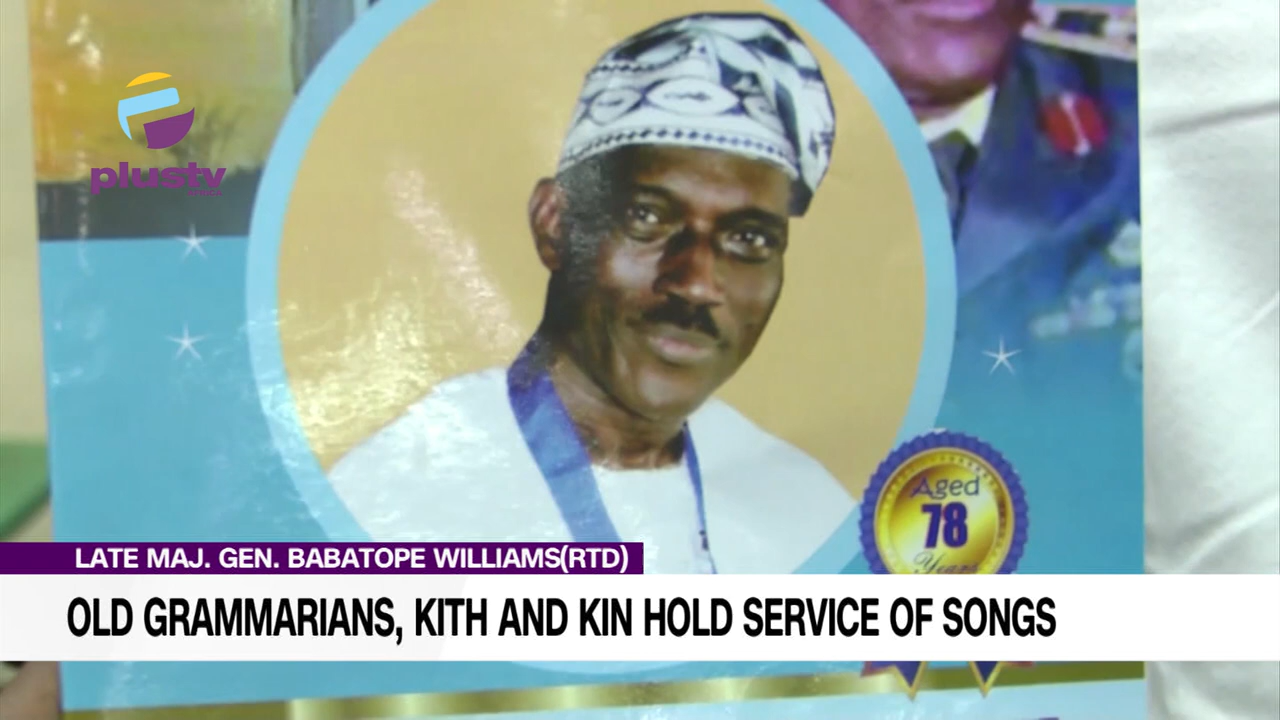 plustv
Aged
78
Years
LATE MAJ. GEN. BABATOPE WILLIAMS(RTD)
OLD GRAMMARIANS, KITH AND KIN HOLD SERVICE OF SONGS